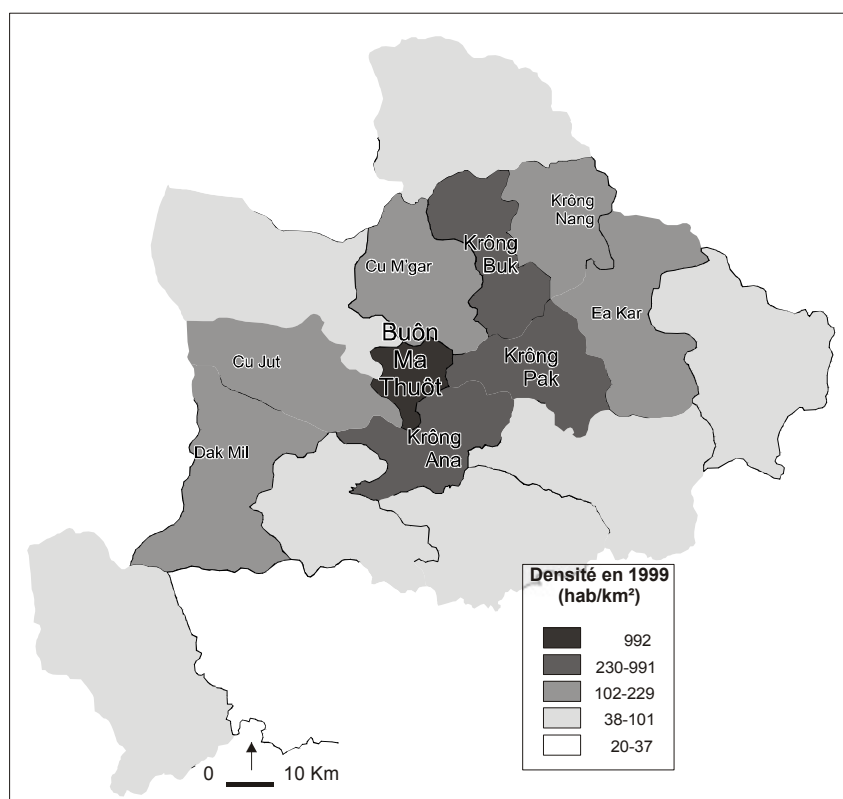 Krông
Nang
Krông
Buk
Cu M'gar
Ea Kar
Buôn
Ma
Thuôt
Krông
Pak
Cu Jut
Krông
Ana
Dak Mil
Densité en 1999
(hab/km²)
992
230-991
102-229
38-101
20-37
0 10 Km